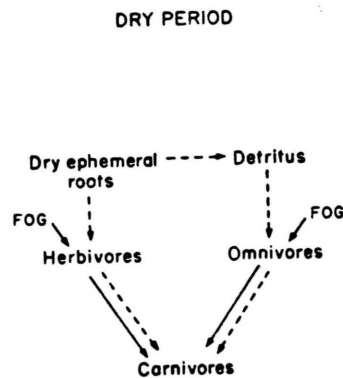 DRY PERIOD
Dry ephemeral roots
Detritus
FOG
FOG
Herbivores
Omnivores
Carnivores